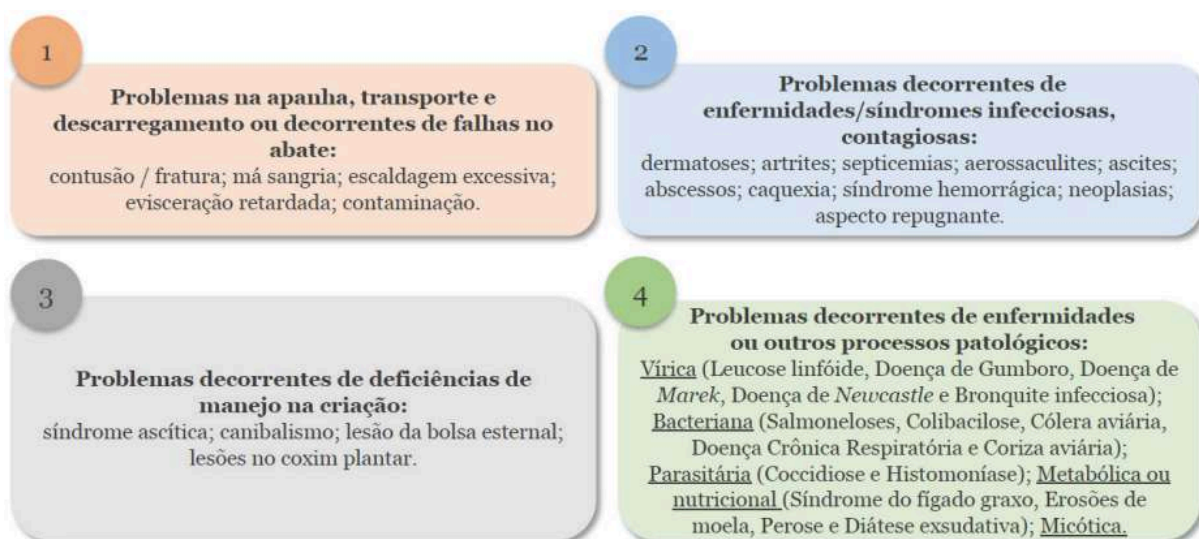 1
Problemas na apanha, transporte e
descarregamento ou decorrentes de falhas no
abate:
contusão / fratura; má sangria; escaldagem excessiva;
evisceração retardada; contaminação.
2
Problemas decorrentes de
enfermidades/síndromes infecciosas,
contagiosas:
dermatoses; artrites; septicemias; aerossaculites; ascites;
abscessos; caquexia; síndrome hemorrágica; neoplasias;
aspecto repugnante.
3
Problemas decorrentes de deficiências de
manejo na criação:
síndrome ascítica; canibalismo; lesão da bolsa esternal;
lesões no coxim plantar.
4
Problemas decorrentes de enfermidades
ou outros processos patológicos:
Vírica (Leucose linfóide, Doença de Gumboro, Doença de
Marek, Doença de Newcastle e Bronquite infecciosa);
Bacteriana (Salmoneloses, Colibacilose, Cólera aviária,
Doença Crônica Respiratória e Coriza aviária);
Parasitária (Coccidiose e Histomoníase); Metabólica ou
nutricional (Síndrome do fígado graxo, Erosões de
moela, Perose e Diátese exsudativa); Micótica.